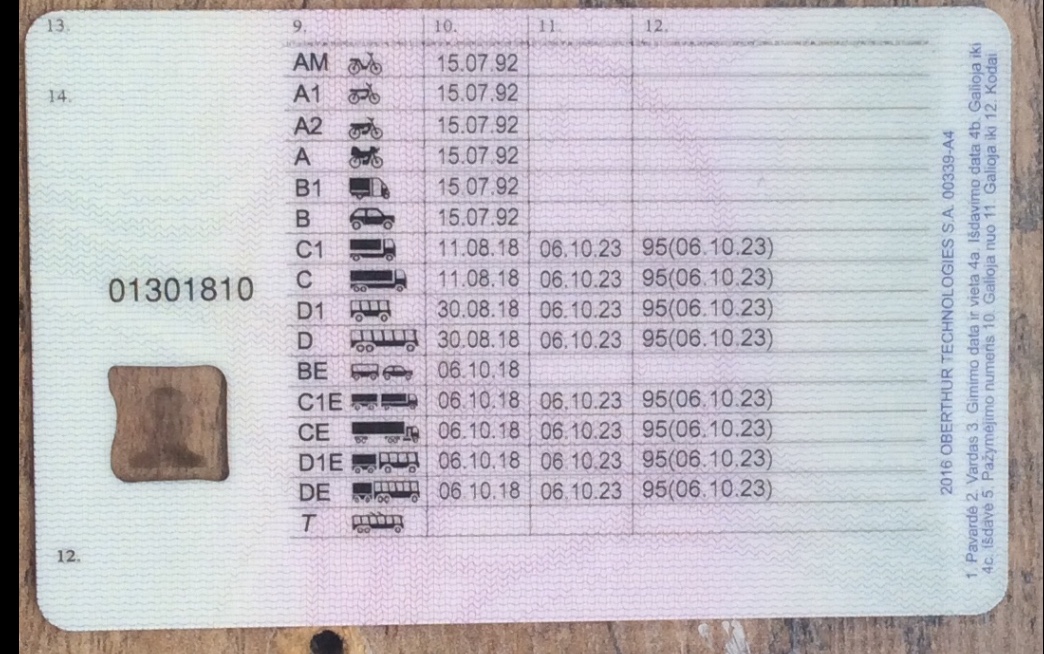 13. 9. 10. 11. 12.
AM 15.07.92
14. A1 15.07.92
A2 15.07.92
A 15.07.92
B1 15.07.92
B 15.07.92
C1 11.08.18 06.10.23 95(06.10.23)
C 11.08.18 06.10.23 95(06.10.23)
01301810
D1 30.08.18 06.10.23 95(06.10.23)
D 30.08.18 06.10.23 95(06.10.23)
BE 06.10.18
C1E 06.10.18 06.10.23 95(06.10.23)
CE 06.10.18 06.10.23 95(06.10.23)
D1E 06.10.18 06.10.23 95(06.10.23)
DE 06.10.18 06.10.23 95(06.10.23)
T
12.
2016 OBERTHUR TECHNOLOGIES S.A. 00339-A4
1. Pavardė 2. Vardas 3. Gimimo data ir vieta 4a. Išdavimo data 4b. Galioja iki
4c. Išdavė 5. Pažymėjimo numeris 10. Galioja nuo 11. Galioja iki 12. Kodai